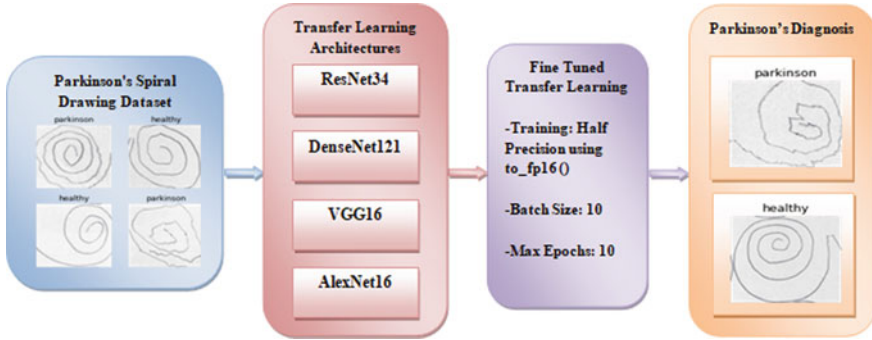 Parkinson's Spiral
Drawing Dataset
parkinson
healthy
healthy
parkinson
Transfer Learning
Architectures
ResNet34
DenseNet121
VGG16
AlexNet16
Fine Tuned
Transfer Learning
-Training: Half
Precision using
to_fp16()
-Batch Size: 10
-Max Epochs: 10
Parkinson's Diagnosis
parkinson
healthy